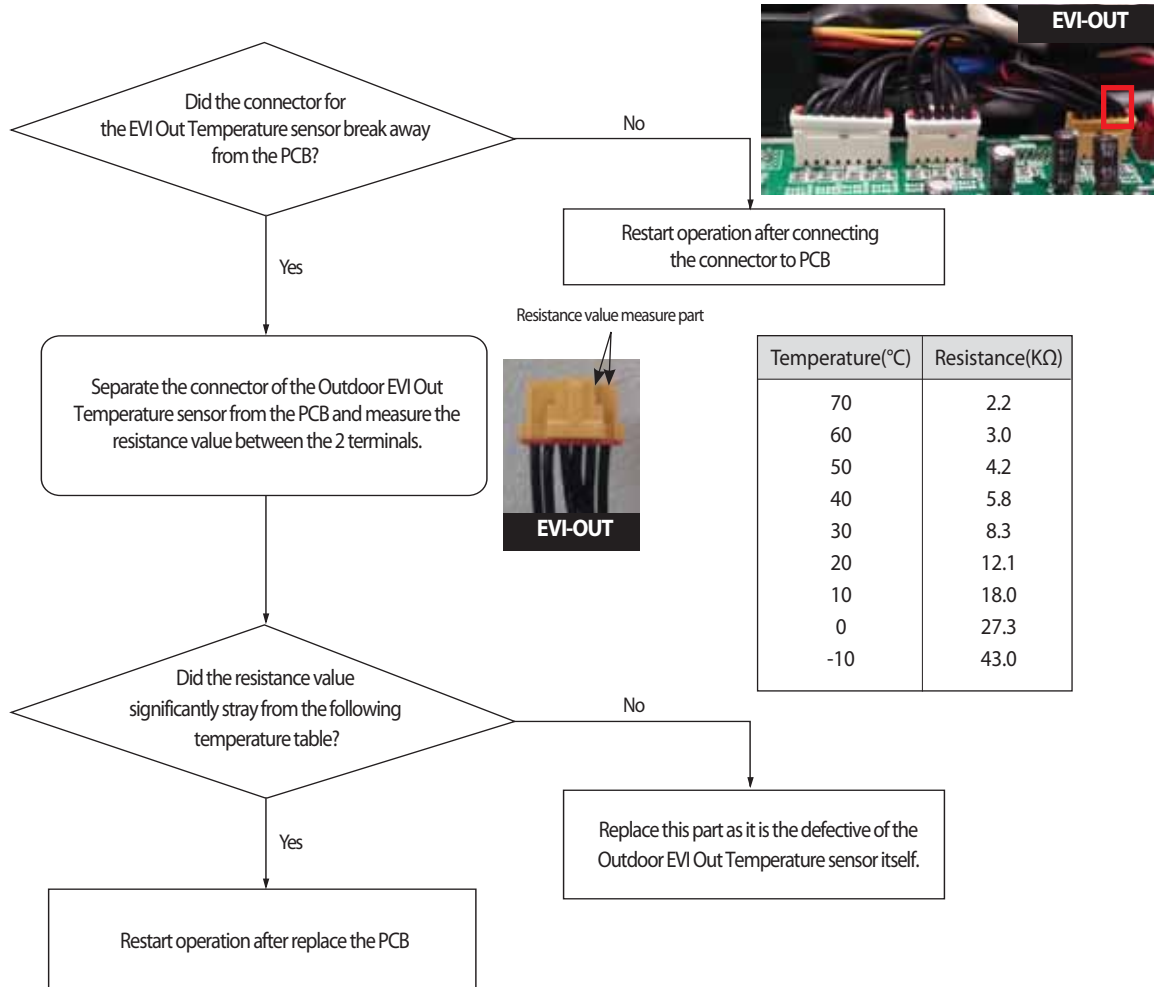 EVI-OUT
Did the connector for
the EVI Out Temperature sensor break away
from the PCB?
No
Restart operation after connecting
the connector to PCB
Yes
Resistance value measure part
Separate the connector of the Outdoor EVI Out
Temperature sensor from the PCB and measure the
resistance value between the 2 terminals.
EVI-OUT
Temperature(°C) Resistance(KΩ)
70 2.2
60 3.0
50 4.2
40 5.8
30 8.3
20 12.1
10 18.0
0 27.3
-10 43.0
Did the resistance value
significantly stray from the following
temperature table?
No
Replace this part as it is the defective of the
Outdoor EVI Out Temperature sensor itself.
Yes
Restart operation after replace the PCB